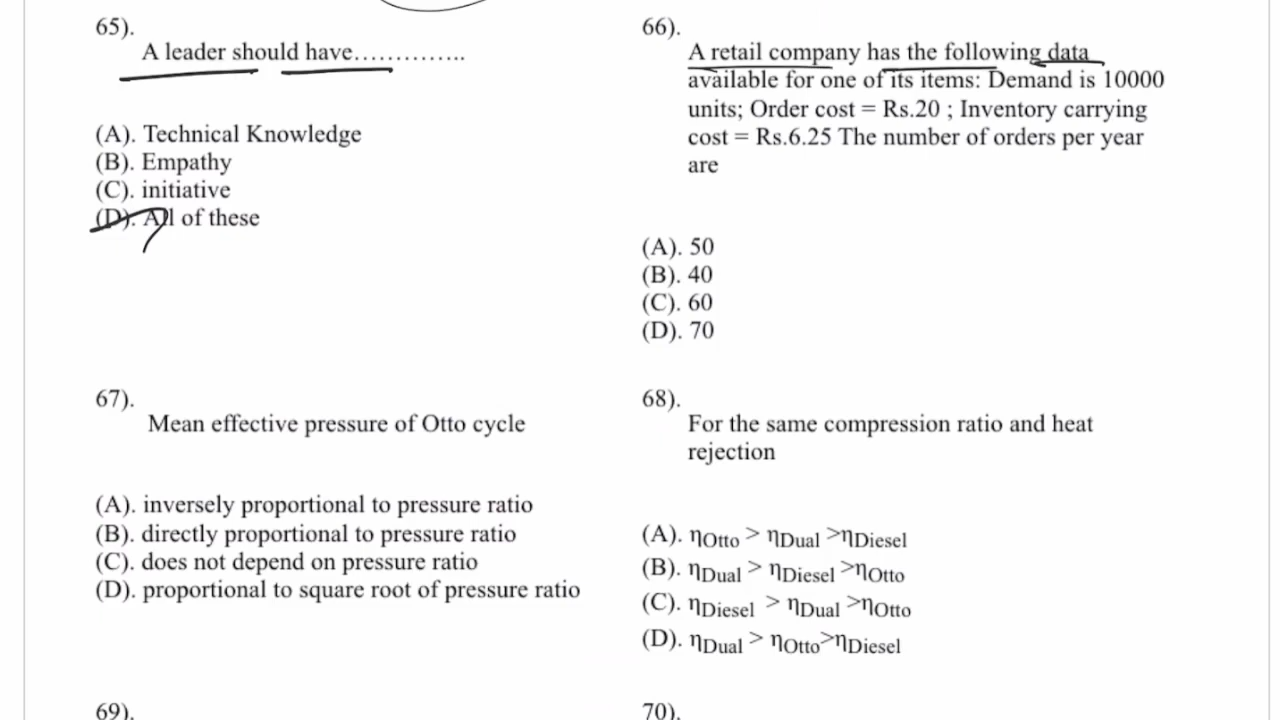 65).
A leader should have…………..
(A). Technical Knowledge
(B). Empathy
(C). initiative
(D). All of these
66).
A retail company has the following data
available for one of its items: Demand is 10000
units; Order cost = Rs.20 ; Inventory carrying
cost = Rs.6.25 The number of orders per year
are
(A). 50
(B). 40
(C). 60
(D). 70
67).
Mean effective pressure of Otto cycle
(A). inversely proportional to pressure ratio
(B). directly proportional to pressure ratio
(C). does not depend on pressure ratio
(D). proportional to square root of pressure ratio
68).
For the same compression ratio and heat
rejection
(A). ηOtto > ηDual >ηDiesel
(B). ηDual > ηDiesel >ηOtto
(C). ηDiesel > ηDual >ηOtto
(D). ηDual > ηOtto>ηDiesel
69).
70).